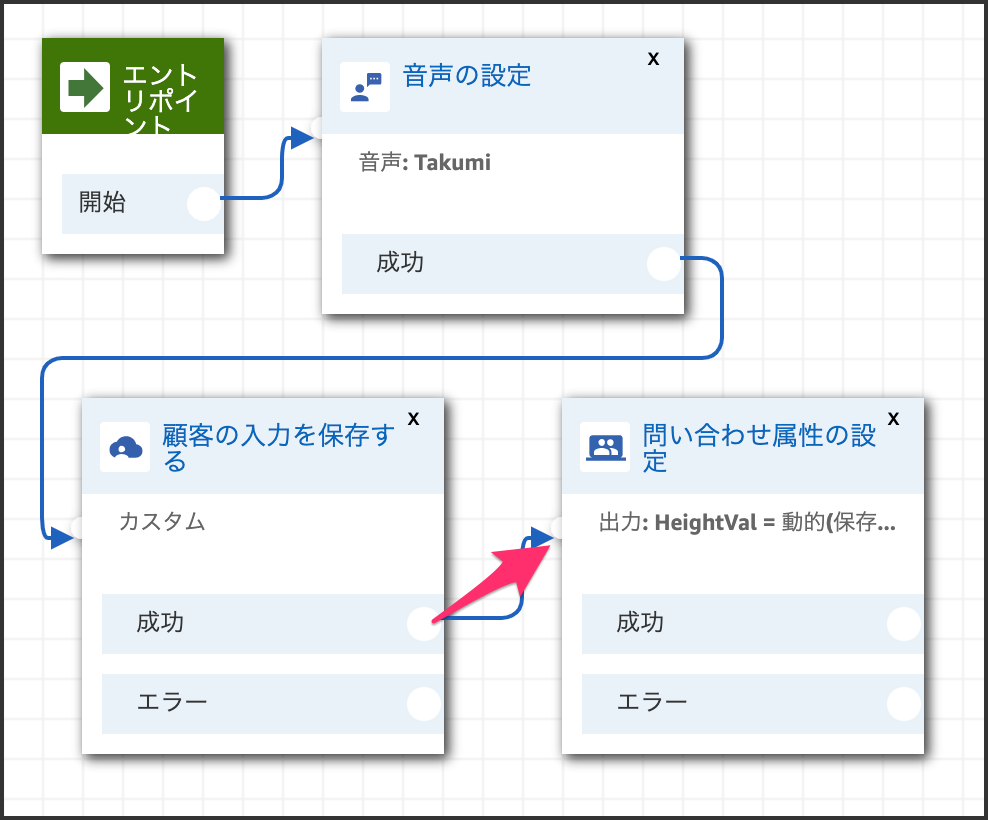 エント
リポイ
ント
開始
音声の設定
X
音声: Takumi
成功
顧客の入力を保存す
る
X
カスタム
成功
エラー
問い合わせ属性の設
定
X
出力: HeightVal = 動的(保存...
成功
エラー